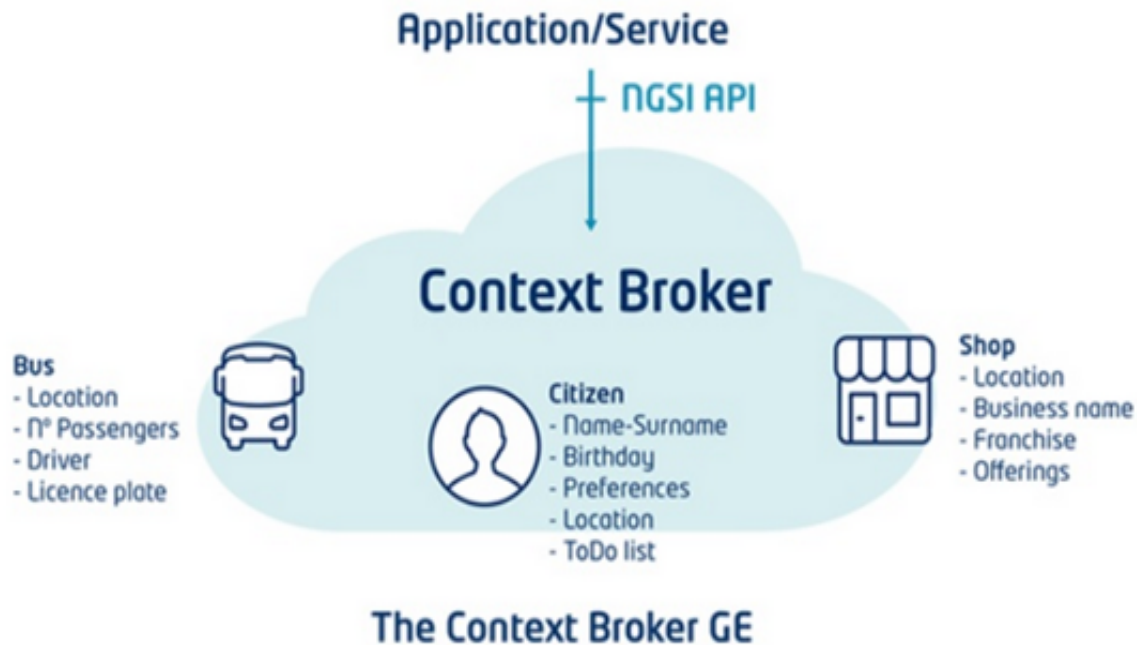 Application/Service
NGSI API
Context Broker
Bus
- Location
- N° Passengers
- Driver
- Licence plate
Citizen
- Name-Surname
- Birthday
- Preferences
- Location
- ToDo list
Shop
- Location
- Business name
- Franchise
- Offerings
The Context Broker GE